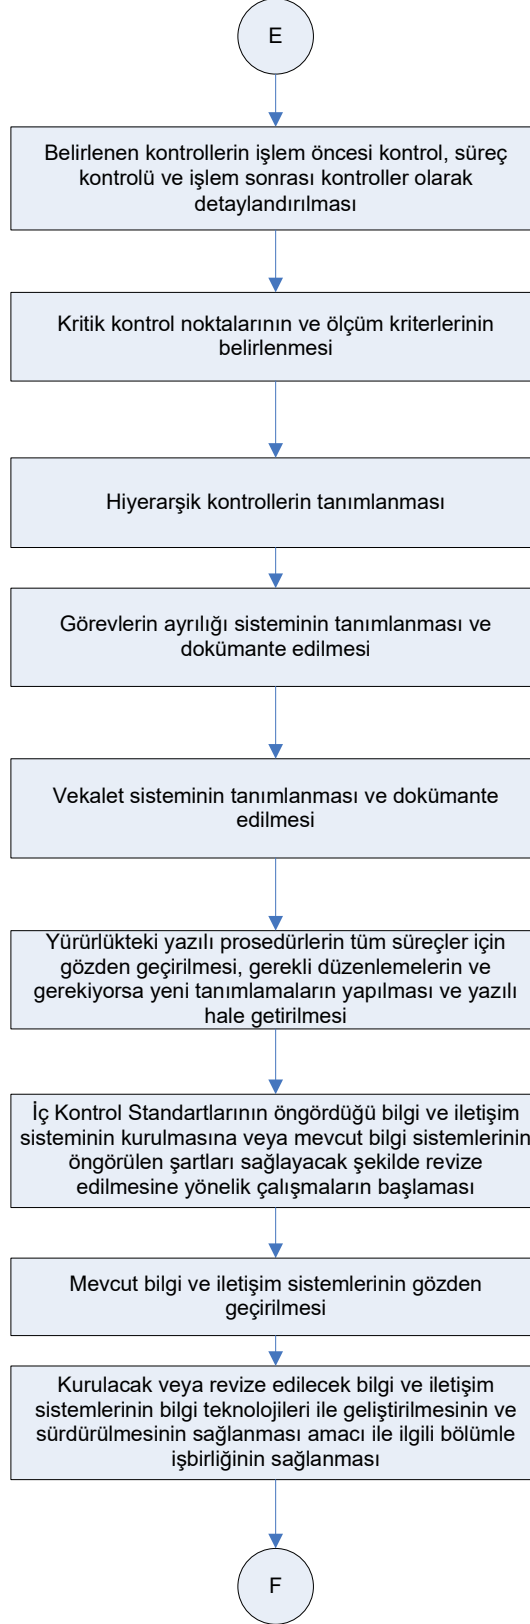 E
Belirlenen kontrollerin işlem öncesi kontrol, süreç
kontrolü ve işlem sonrası kontroller olarak
detaylandırılması
Kritik kontrol noktalarının ve ölçüm kriterlerinin
belirlenmesi
Hiyerarşik kontrollerin tanımlanması
Görevlerin ayrılığı sisteminin tanımlanması ve
dokümante edilmesi
Vekalet sisteminin tanımlanması ve dokümante
edilmesi
Yürürlükteki yazılı prosedürlerin tüm süreçler için
gözden geçirilmesi, gerekli düzenlemelerin ve
gerekiyorsa yeni tanımlamaların yapılması ve yazılı
hale getirilmesi
İç Kontrol Standartlarının öngördüğü bilgi ve iletişim
sisteminin kurulmasına veya mevcut bilgi sistemlerinin
öngörülen şartları sağlayacak şekilde revize
edilmesine yönelik çalışmaların başlaması
Mevcut bilgi ve iletişim sistemlerinin gözden
geçirilmesi
Kurulacak veya revize edilecek bilgi ve iletişim
sistemlerinin bilgi teknolojileri ile geliştirilmesinin ve
sürdürülmesinin sağlanması amacı ile ilgili bölümle
işbirliğinin sağlanması
F